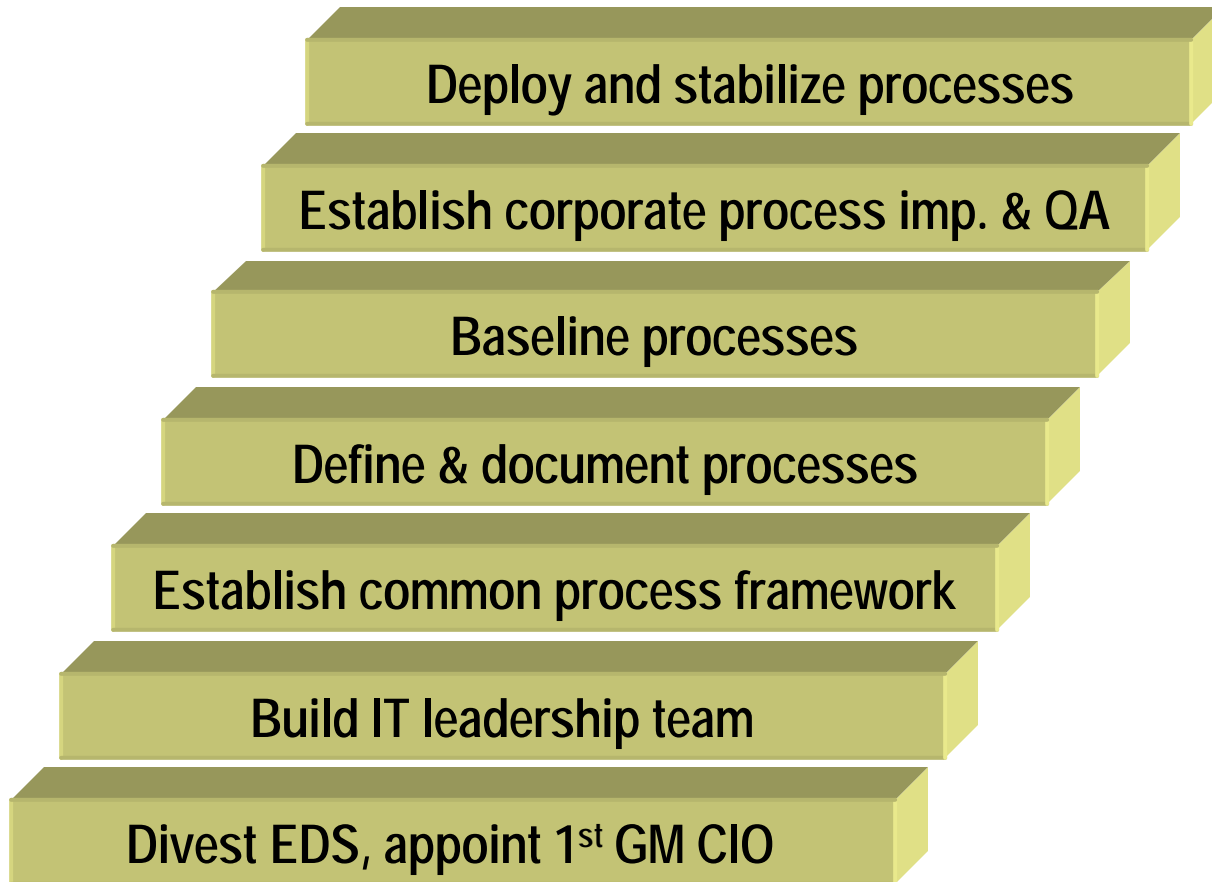 Deploy and stabilize processes
Establish corporate process imp. & QA
Baseline processes
Define & document processes
Establish common process framework
Build IT leadership team
Divest EDS, appoint 1st GM CIO